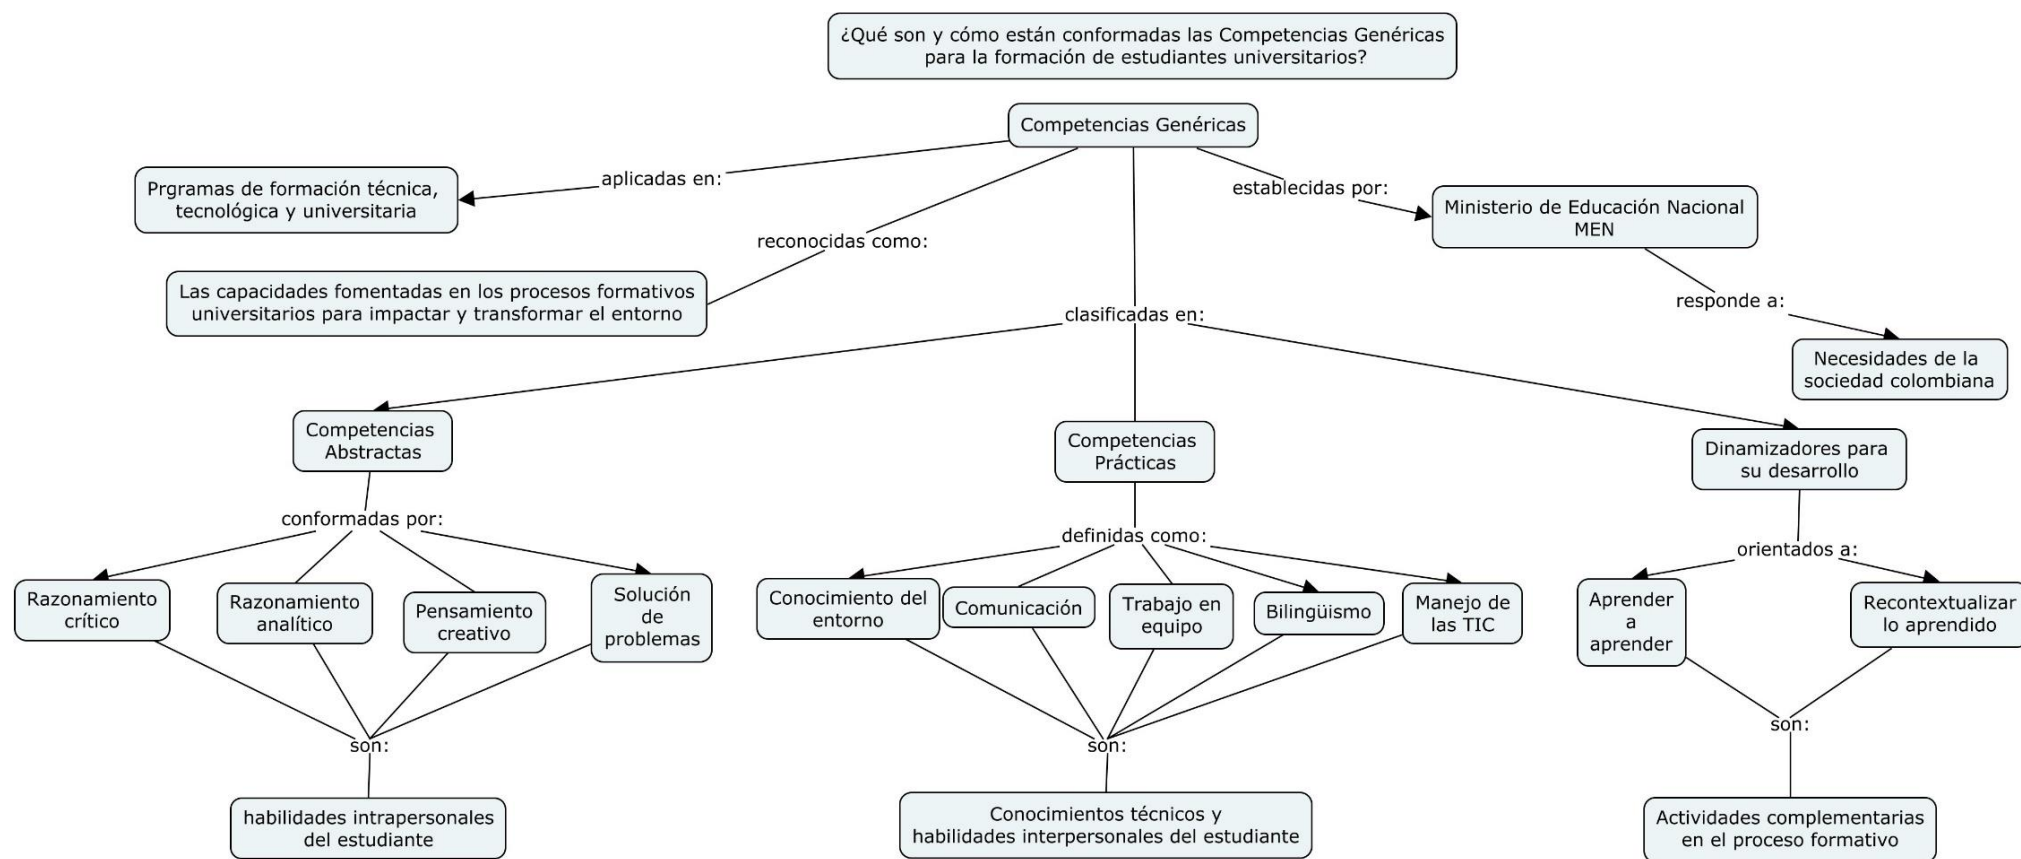 ¿Qué son y cómo están conformadas las Competencias Genéricas
para la formación de estudiantes universitarios?
Competencias Genéricas
aplicadas en:
Prgramas de formación técnica,
tecnológica y universitaria
establecidas por:
Ministerio de Educación Nacional
MEN
reconocidas como:
Las capacidades fomentadas en los procesos formativos
universitarios para impactar y transformar el entorno
responde a:
Necesidades de la
sociedad colombiana
clasificadas en:
Competencias
Abstractas
Competencias
Prácticas
Dinamizadores para
su desarrollo
conformadas por:
definidas como:
orientados a:
Razonamiento
crítico
Razonamiento
analítico
Pensamiento
creativo
Solución
de
problemas
Conocimiento del
entorno
Comunicación
Trabajo en
equipo
Bilingüismo
Manejo de
las TIC
Aprender
a
aprender
Recontextualizar
lo aprendido
son:
son:
son:
habilidades intrapersonales
del estudiante
Conocimientos técnicos y
habilidades interpersonales del estudiante
Actividades complementarias
en el proceso formativo